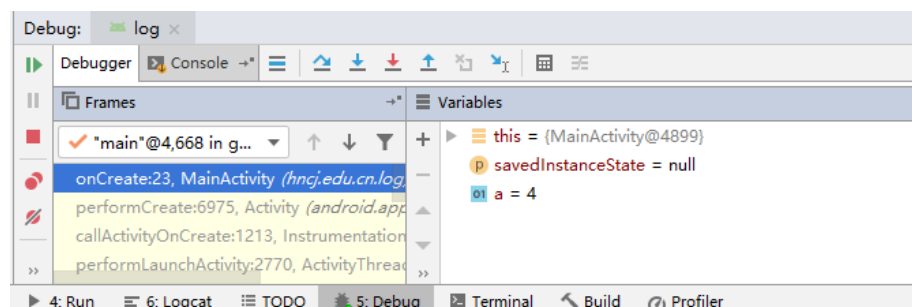 Debug: log
Debugger Console
Frames
Variables
"main"@4,668 in g...
this = {MainActivity@4899}
onCreate:23, MainActivity (hncj.edu.cn.log)
p savedInstanceState = null
performCreate:6975, Activity (android.app
01 a = 4
callActivityOnCreate:1213, Instrumentation
performLaunchActivity:2770, ActivityThread
4: Run 6: Logcat TODO 5: Debug Terminal Build Profiler